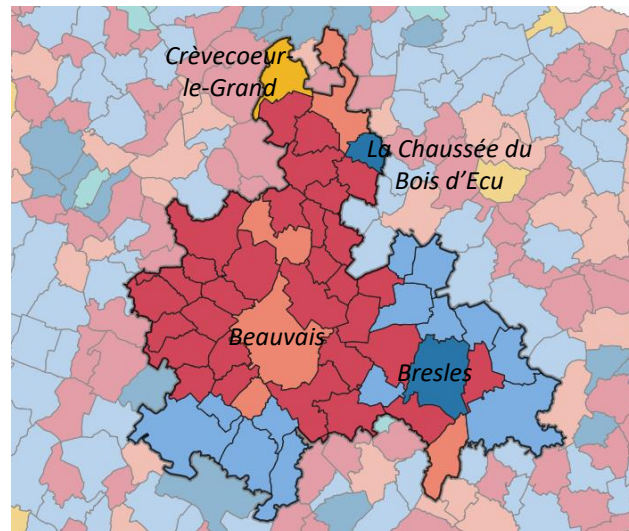 Crèvecoeur-
le-Grand
La Chaussée du
Bois d’Ecu
Beauvais
Bresles